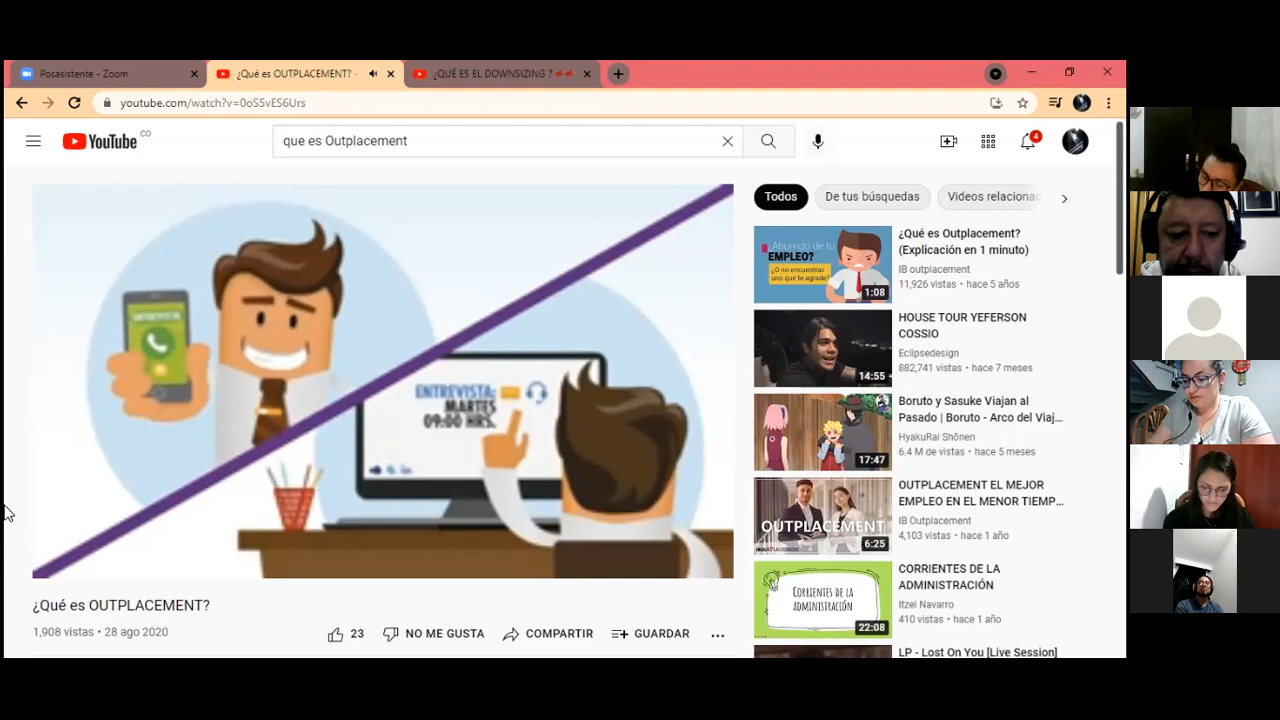 Posasistente - Zoom
¿Qué es OUTPLACEMENT? -
¿QUÉ ES EL DOWNSIZING ?
youtube.com/watch?v=0oS5vES6Urs
YouTube CO
que es Outplacement
4
Todos
De tus búsquedas
Videos relaciona
ENTREVISTA
ENTREVISTA:
MARTES
09:00 HRS.
¿Qué es OUTPLACEMENT?
1,908 vistas • 28 ago 2020
23
NO ME GUSTA
COMPARTIR
GUARDAR
Aburrido de tu
EMPLEO?
¿O no encuentras
uno que te agrade?
1:08
¿Qué es Outplacement?
(Explicación en 1 minuto)
IB outplacement
11,926 vistas • hace 5 años
14:55
HOUSE TOUR YEFERSON
COSSIO
Eclipsedesign
882,741 vistas • hace 7 meses
17:47
Boruto y Sasuke Viajan al
Pasado | Boruto - Arco del Viaj...
HyakuRai Shönen
6.4 M de vistas • hace 5 meses
OUTPLACEMENT
6:25
OUTPLACEMENT EL MEJOR
EMPLEO EN EL MENOR TIEMP...
IB Outplacement
4,103 vistas • hace 1 año
CORRIENTES DE LA
ADMINISTRACIÓN
22:08
CORRIENTES DE LA
ADMINISTRACIÓN
Itzel Navarro
410 vistas • hace 1 año
LP - Lost On You [Live Session]